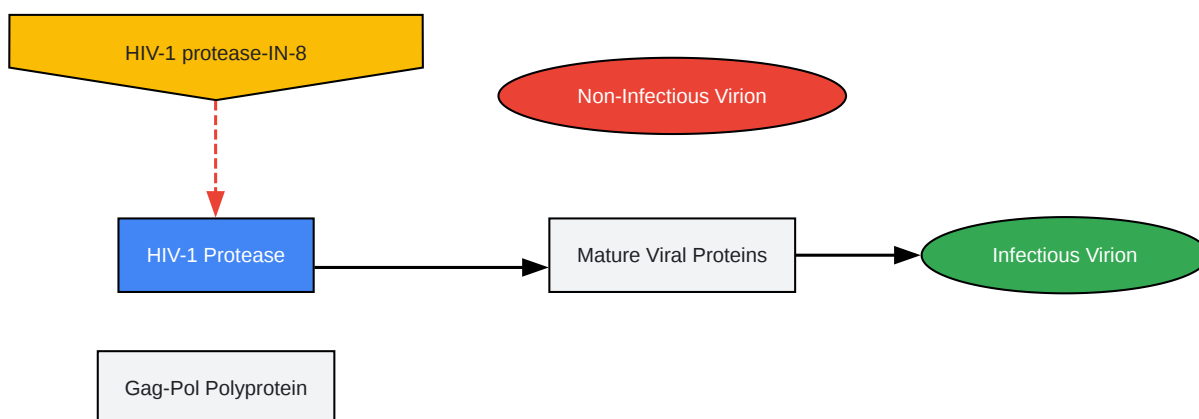 HIV-1 protease-IN-8
Non-Infectious Virion
HIV-1 Protease
Mature Viral Proteins
Infectious Virion
Gag-Pol Polyprotein